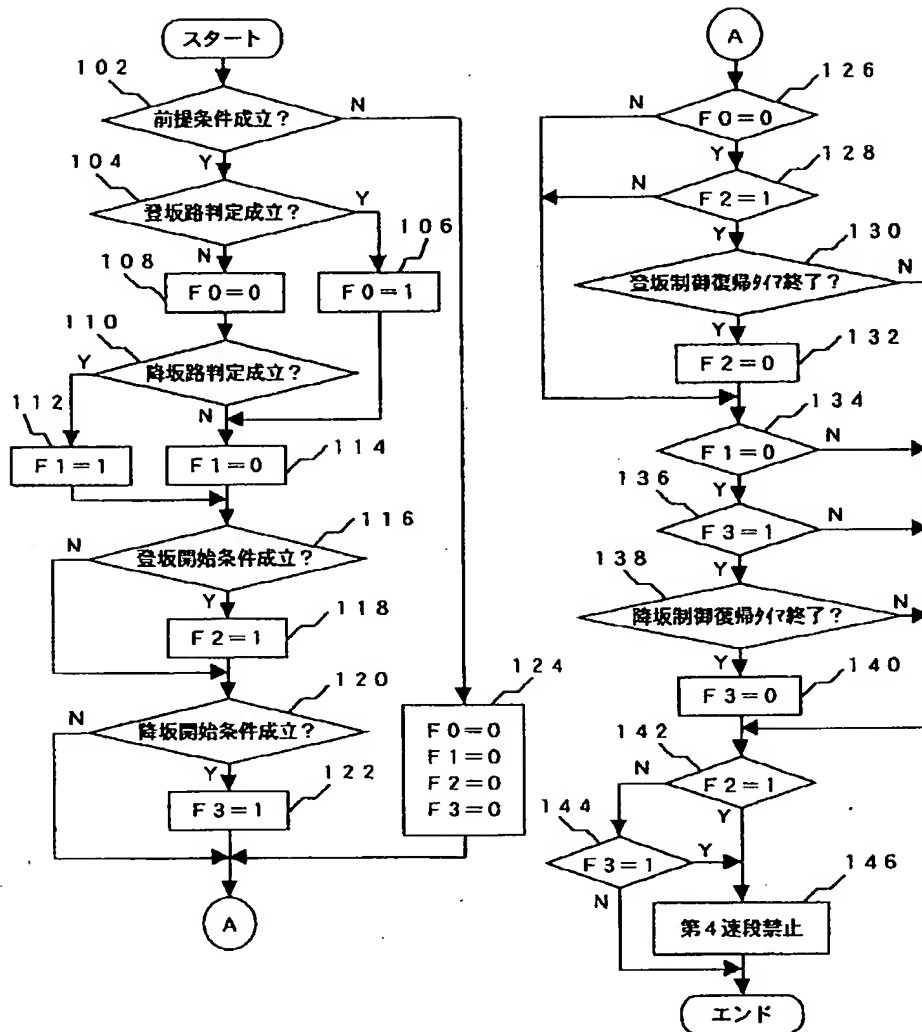 スタート
102
前提条件成立？
N
Y
104
登坂路判定成立？
Y
N
106
108
F0=0
F0=1
110
Y
降坂路判定成立？
N
112
F1=1
F1=0
114
116
N
登坂開始条件成立？
Y
118
F2=1
120
N
降坂開始条件成立？
Y
122
F3=1
124
F0=0
F1=0
F2=0
F3=0
A
A
126
N
F0=0
Y
128
N
F2=1
Y
130
登坂制御復帰ﾀｲﾏ終了？
N
Y
132
F2=0
134
F1=0
N
136
Y
F3=1
N
138
Y
降坂制御復帰ﾀｲﾏ終了？
N
Y
140
F3=0
142
N
F2=1
Y
144
F3=1
Y
N
146
第4速段禁止
エンド